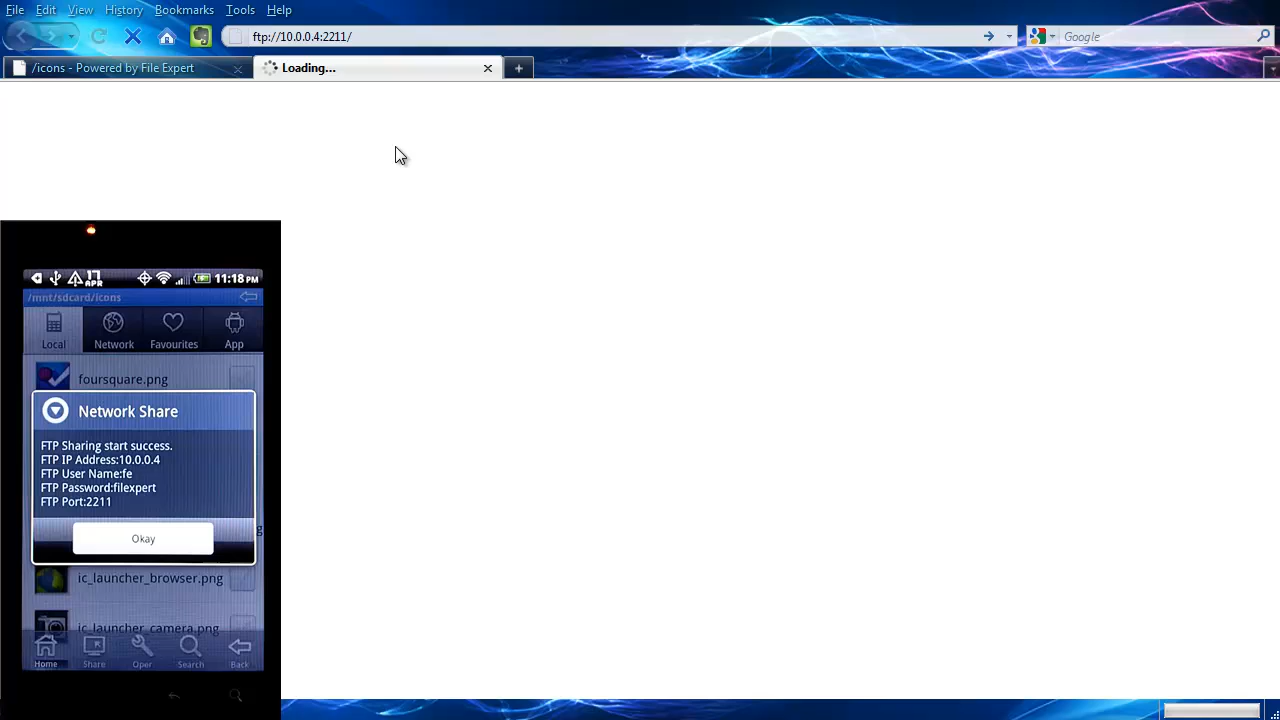 File Edit View History Bookmarks Tools Help
ftp://10.0.0.4:2211/
Google
/icons - Powered by File Expert
Loading...
17
APR
11:18 PM
/mnt/sdcard/icons
Local Network Favourites App
foursquare.png
Network Share
FTP Sharing start success.
FTP IP Address:10.0.0.4
FTP User Name:fe
FTP Password:filexpert
FTP Port:2211
g
Okay
ic_launcher_browser.png
ic_launcher_camera.png
Home Share Oper Search Back